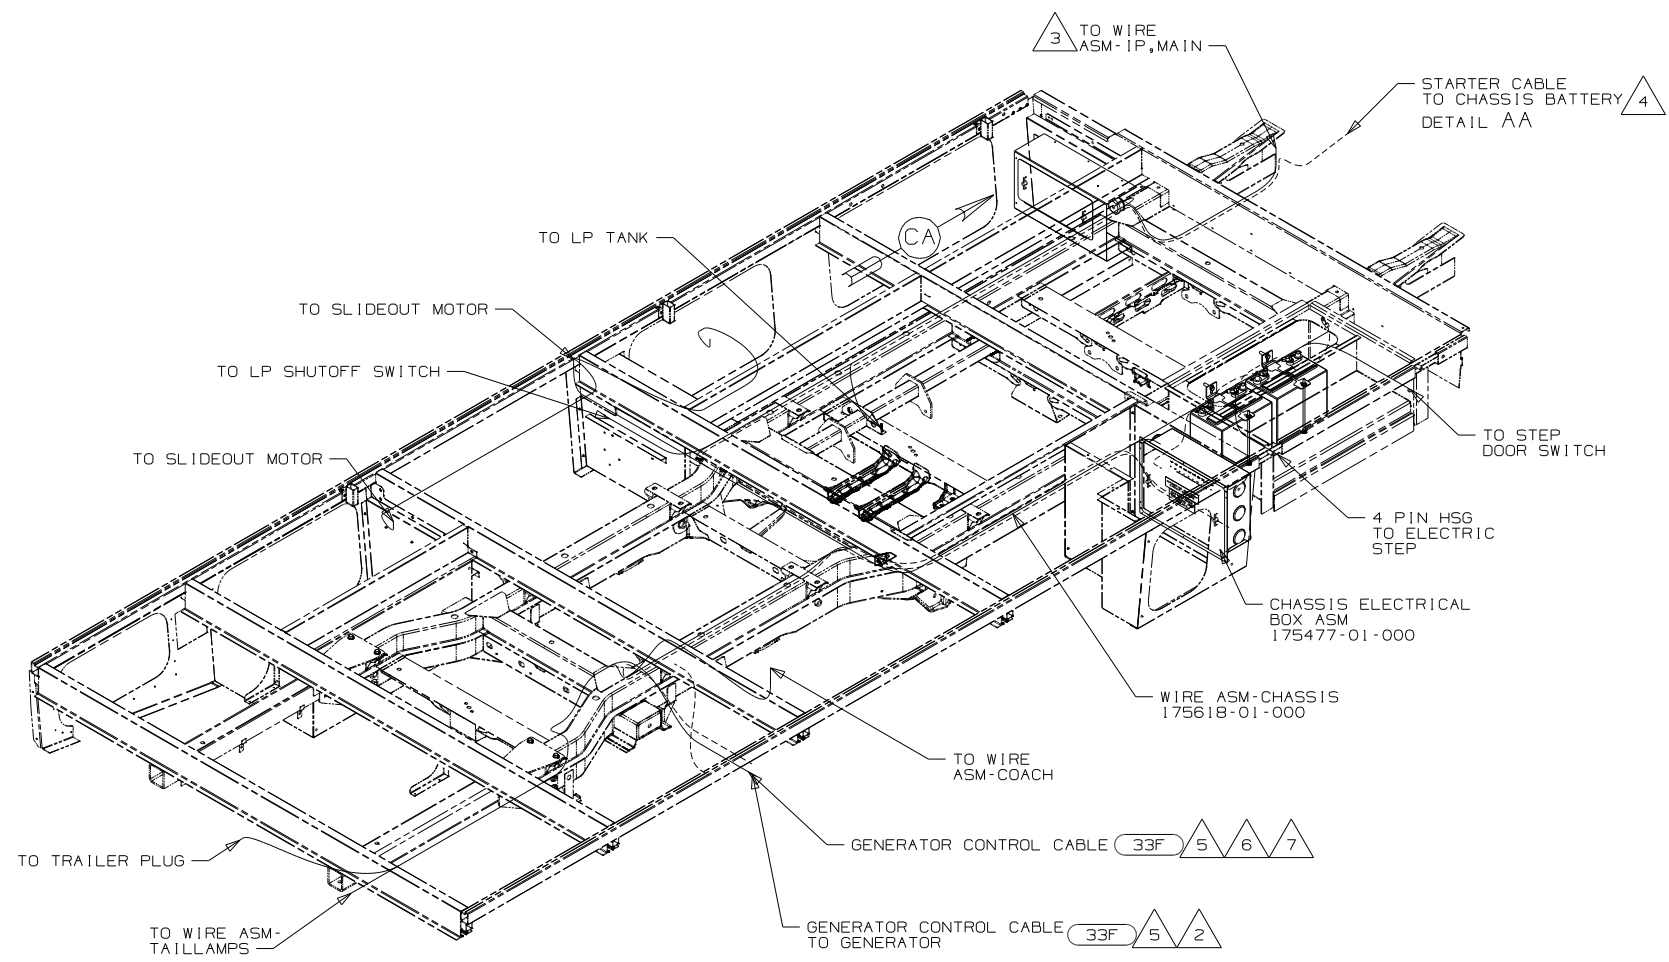 3
TO WIRE
ASM-IP,MAIN
STARTER CABLE
TO CHASSIS BATTERY
4
DETAIL AA
CA
TO LP TANK
TO SLIDEOUT MOTOR
TO LP SHUTOFF SWITCH
TO SLIDEOUT MOTOR
TO STEP
DOOR SWITCH
4 PIN HSG
TO ELECTRIC
STEP
CHASSIS ELECTRICAL
BOX ASM
175477-01-000
WIRE ASM-CHASSIS
175618-01-000
TO WIRE
ASM-COACH
GENERATOR CONTROL CABLE 33F 5 6 7
TO TRAILER PLUG
GENERATOR CONTROL CABLE 33F 5 2
TO GENERATOR
TO WIRE ASM-
TAILLAMPS